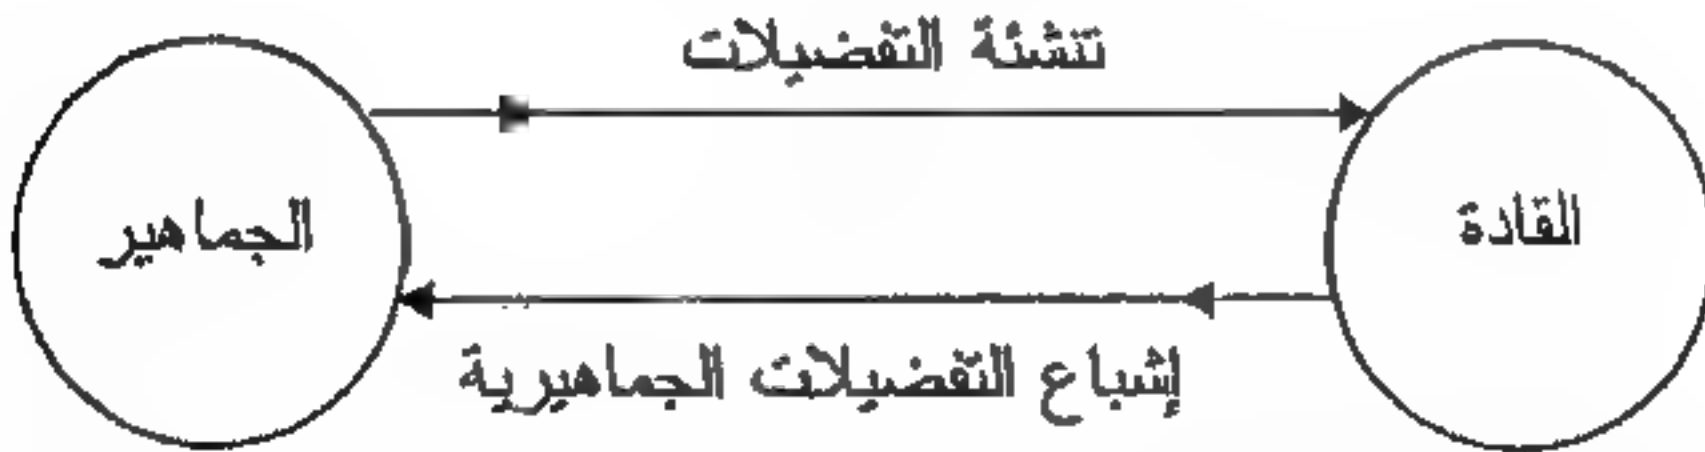 تنشئة التفضيلات
القادة
الجماهير
إشباع التفضيلات الجماهيرية